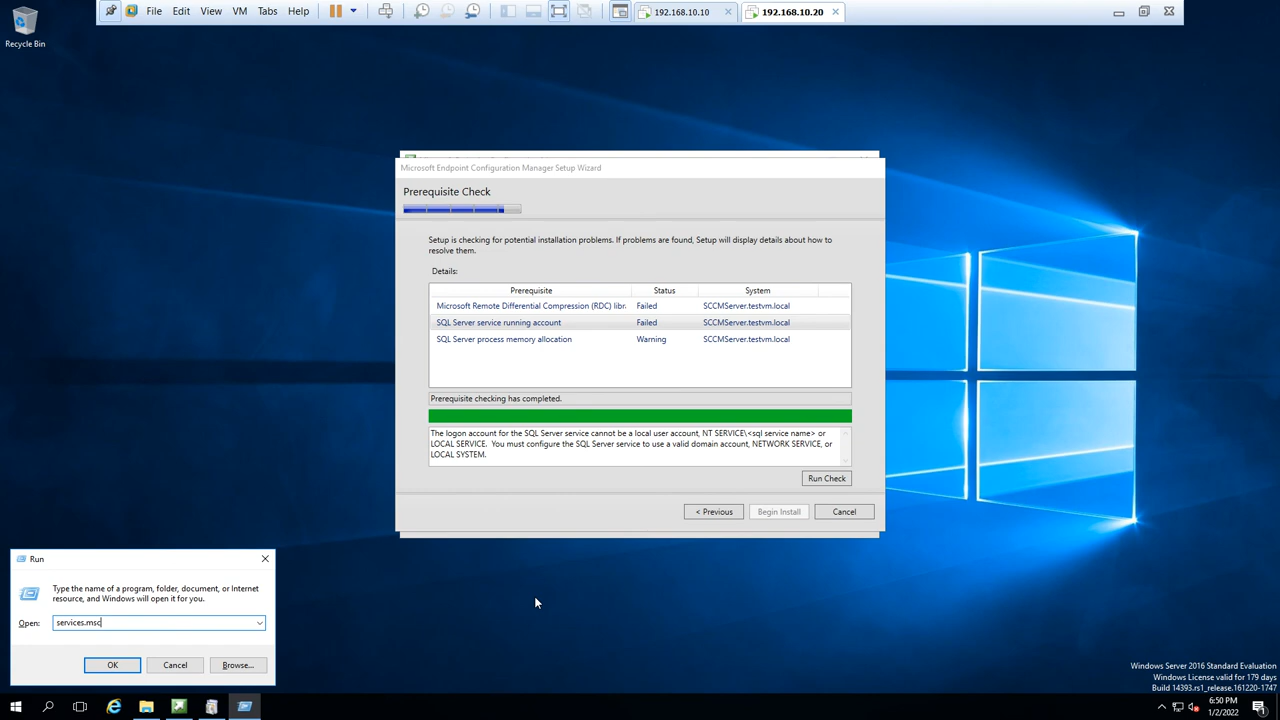 File Edit View VM Tabs Help
192.168.10.10
192.168.10.20
Recycle Bin
Microsoft Endpoint Configuration Manager Setup Wizard
Prerequisite Check
Setup is checking for potential installation problems. If problems are found, Setup will display details about how to
resolve them.
Details:
Prerequisite Status System
Microsoft Remote Differential Compression (RDC) libr. Failed SCCMServer.testvm.local
SQL Server service running account Failed SCCMServer.testvm.local
SQL Server process memory allocation Warning SCCMServer.testvm.local
Prerequisite checking has completed.
The logon account for the SQL Server service cannot be a local user account, NT SERVICE\<sql service name> or
LOCAL SERVICE. You must configure the SQL Server service to use a valid domain account, NETWORK SERVICE, or
LOCAL SYSTEM.
Run Check
< Previous Begin Install Cancel
Run
Type the name of a program, folder, document, or Internet
resource, and Windows will open it for you.
Open: services.msc
OK Cancel Browse...
Windows Server 2016 Standard Evaluation
Windows License valid for 179 days
Build 14393.rs1_release.161220-1747
6:50 PM
1/2/2022
1